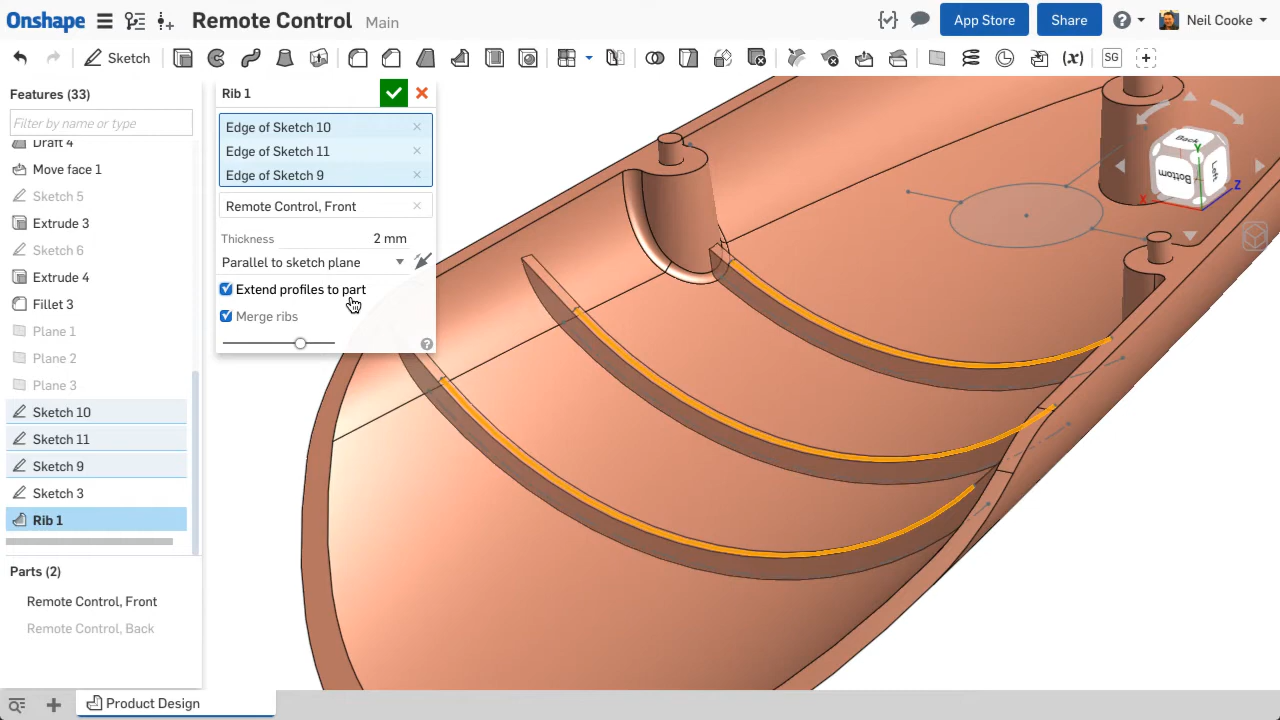 Onshape
Remote Control Main
App Store
Share
Neil Cooke
Sketch
(x)
SG
Features (33)
Filter by name or type
Draft 4
Move face 1
Sketch 5
Extrude 3
Sketch 6
Extrude 4
Fillet 3
Plane 1
Plane 2
Plane 3
Sketch 10
Sketch 11
Sketch 9
Sketch 3
Rib 1
Parts (2)
Remote Control, Front
Remote Control, Back
Rib 1
Edge of Sketch 10
Edge of Sketch 11
Edge of Sketch 9
Remote Control, Front
Thickness 2 mm
Parallel to sketch plane
Extend profiles to part
Merge ribs
Back
Y
Bottom
Left
X
Z
Product Design